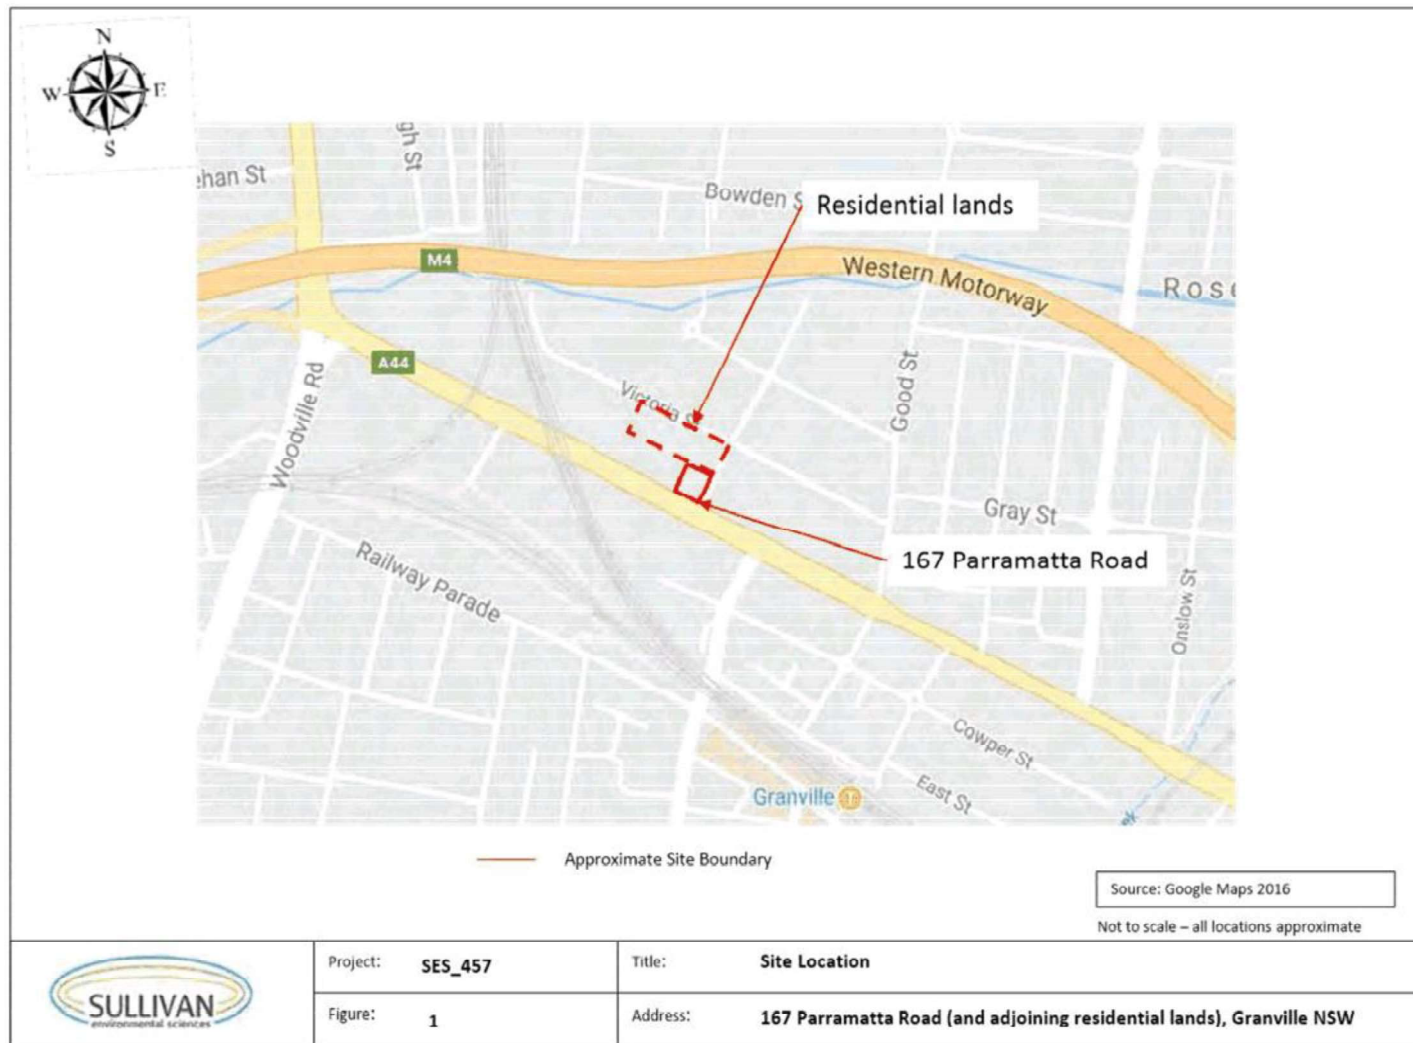 N
W E
S
gh St
ehan St
Bowden S
Residential lands
M4
Western Motorway
Rose
A44
Woodville Rd
Victoria S
Good St
Gray St
167 Parramatta Road
Railway Parade
Onslow St
Cowper St
East St
Granville T
ek
Approximate Site Boundary
Source: Google Maps 2016
Not to scale – all locations approximate
SULLIVAN
environmental sciences
Project: SES_457
Title: Site Location
Figure: 1
Address: 167 Parramatta Road (and adjoining residential lands), Granville NSW